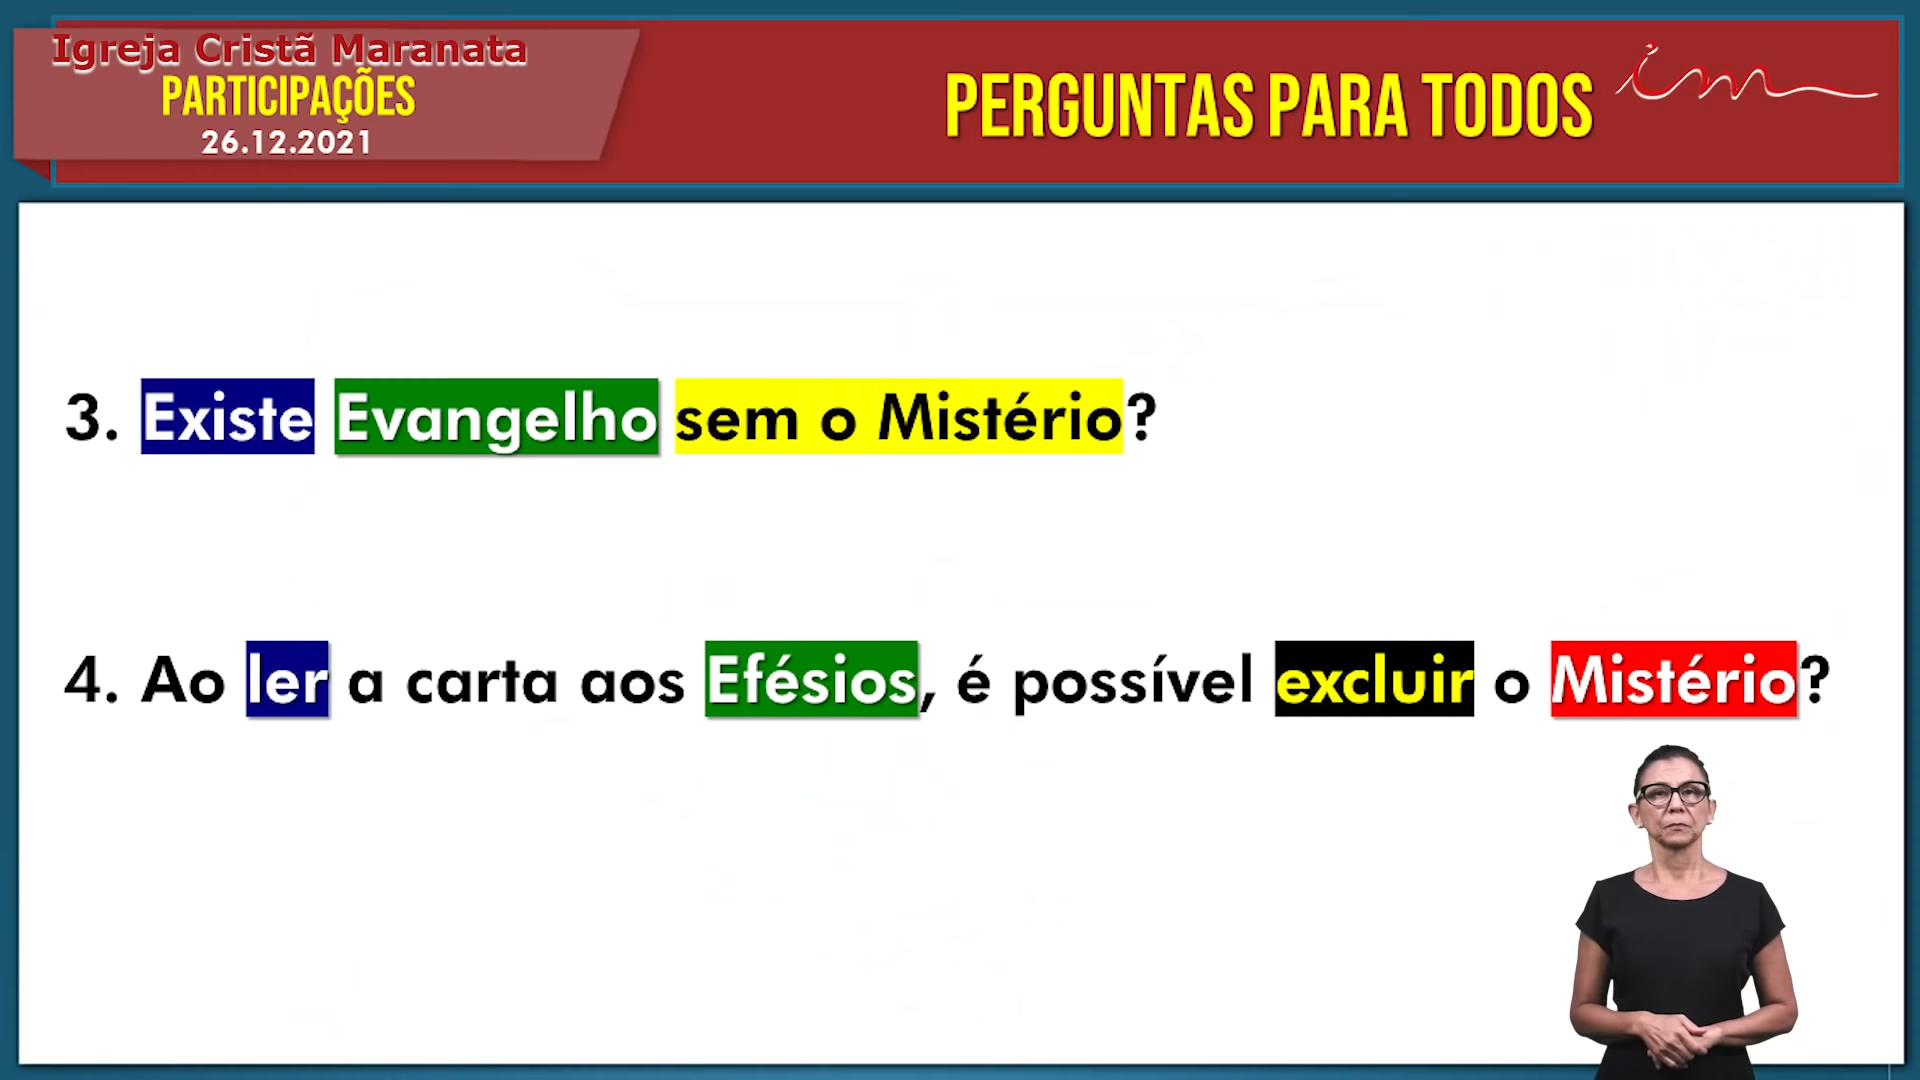 Igreja Cristã Maranata
PARTICIPAÇÕES
26.12.2021
PERGUNTAS PARA TODOS
im
3. Existe Evangelho sem o Mistério?
4. Ao ler a carta aos Efésios, é possível excluir o Mistério?